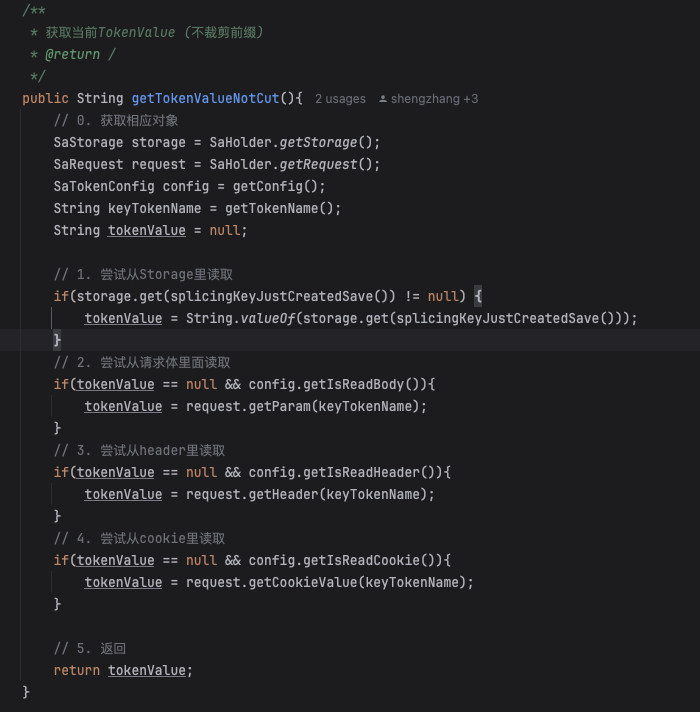 /**
 * 获取当前TokenValue (不裁剪前缀)
 * @return /
 */
public String getTokenValueNotCut(){ 2 usages shengzhang +3
    // 0. 获取相应对象
    SaStorage storage = SaHolder.getStorage();
    SaRequest request = SaHolder.getRequest();
    SaTokenConfig config = getConfig();
    String keyTokenName = getTokenName();
    String tokenValue = null;

    // 1. 尝试从Storage里读取
    if(storage.get(splicingKeyJustCreatedSave()) != null) {
        tokenValue = String.valueOf(storage.get(splicingKeyJustCreatedSave()));
    }
    // 2. 尝试从请求体里面读取
    if(tokenValue == null && config.getIsReadBody()){
        tokenValue = request.getParam(keyTokenName);
    }
    // 3. 尝试从header里读取
    if(tokenValue == null && config.getIsReadHeader()){
        tokenValue = request.getHeader(keyTokenName);
    }
    // 4. 尝试从cookie里读取
    if(tokenValue == null && config.getIsReadCookie()){
        tokenValue = request.getCookieValue(keyTokenName);
    }

    // 5. 返回
    return tokenValue;
}